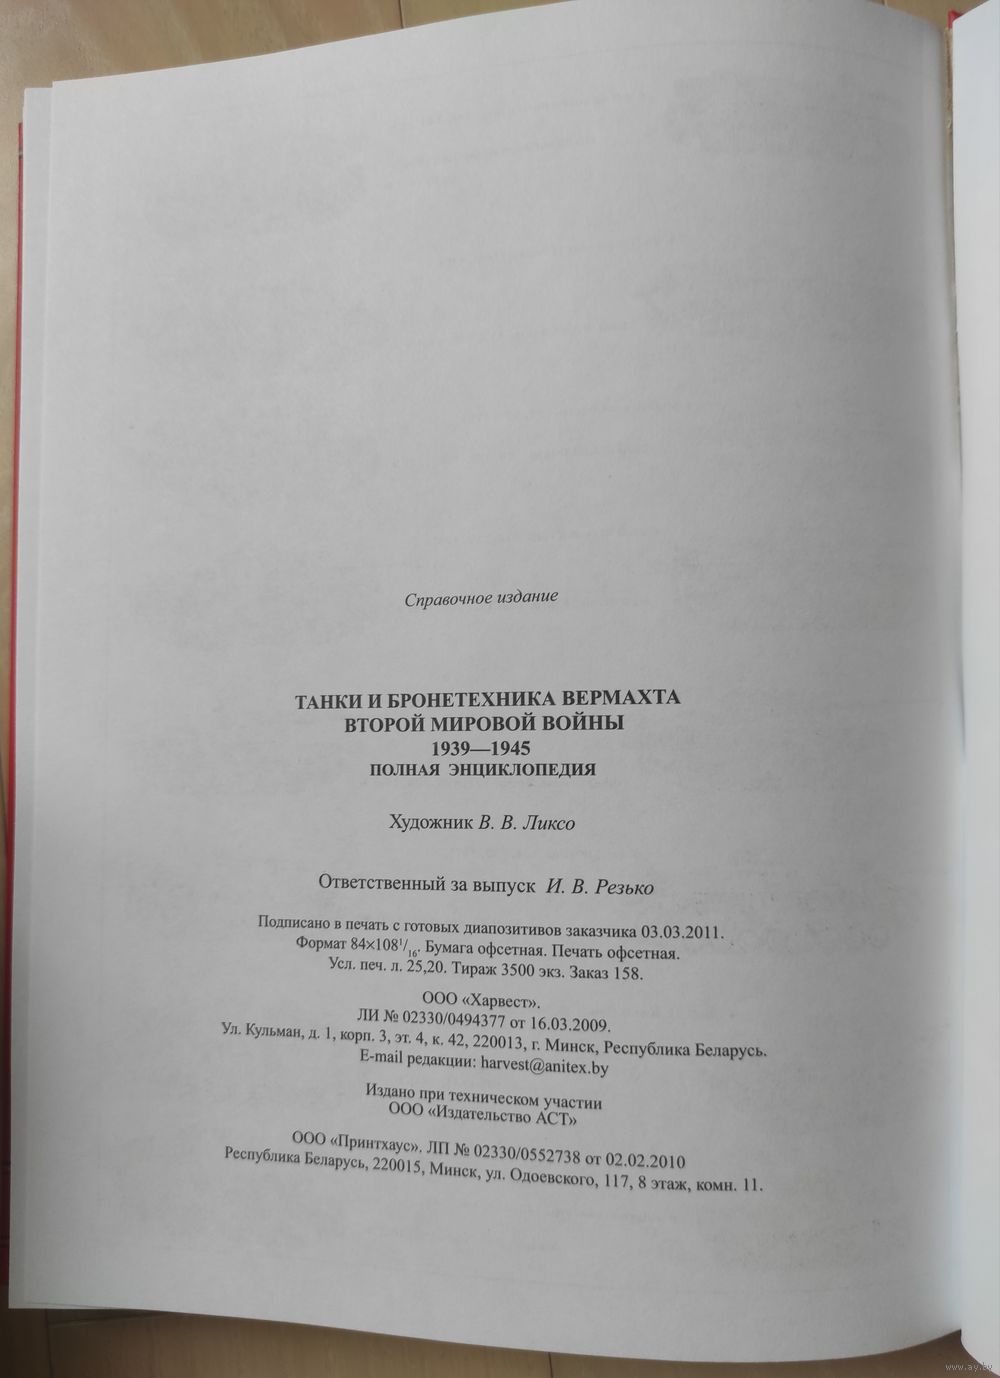 Справочное издание
ТАНКИ И БРОНЕТЕХНИКА ВЕРМАХТА
ВТОРОЙ МИРОВОЙ ВОЙНЫ
1939—1945
ПОЛНАЯ ЭНЦИКЛОПЕДИЯ
Художник В. В. Ликсо
Ответственный за выпуск И. В. Резько
Подписано в печать с готовых диапозитивов заказчика 03.03.2011.
Формат 84×108¹/₁₆. Бумага офсетная. Печать офсетная.
Усл. печ. л. 25,20. Тираж 3500 экз. Заказ 158.
ООО «Харвест».
ЛИ № 02330/0494377 от 16.03.2009.
Ул. Кульман, д. 1, корп. 3, эт. 4, к. 42, 220013, г. Минск, Республика Беларусь.
E-mail редакции: harvest@anitex.by
Издано при техническом участии
ООО «Издательство АСТ»
ООО «Принтхаус». ЛП № 02330/0552738 от 02.02.2010
Республика Беларусь, 220015, Минск, ул. Одоевского, 117, 8 этаж, комн. 11.
www.ay.by